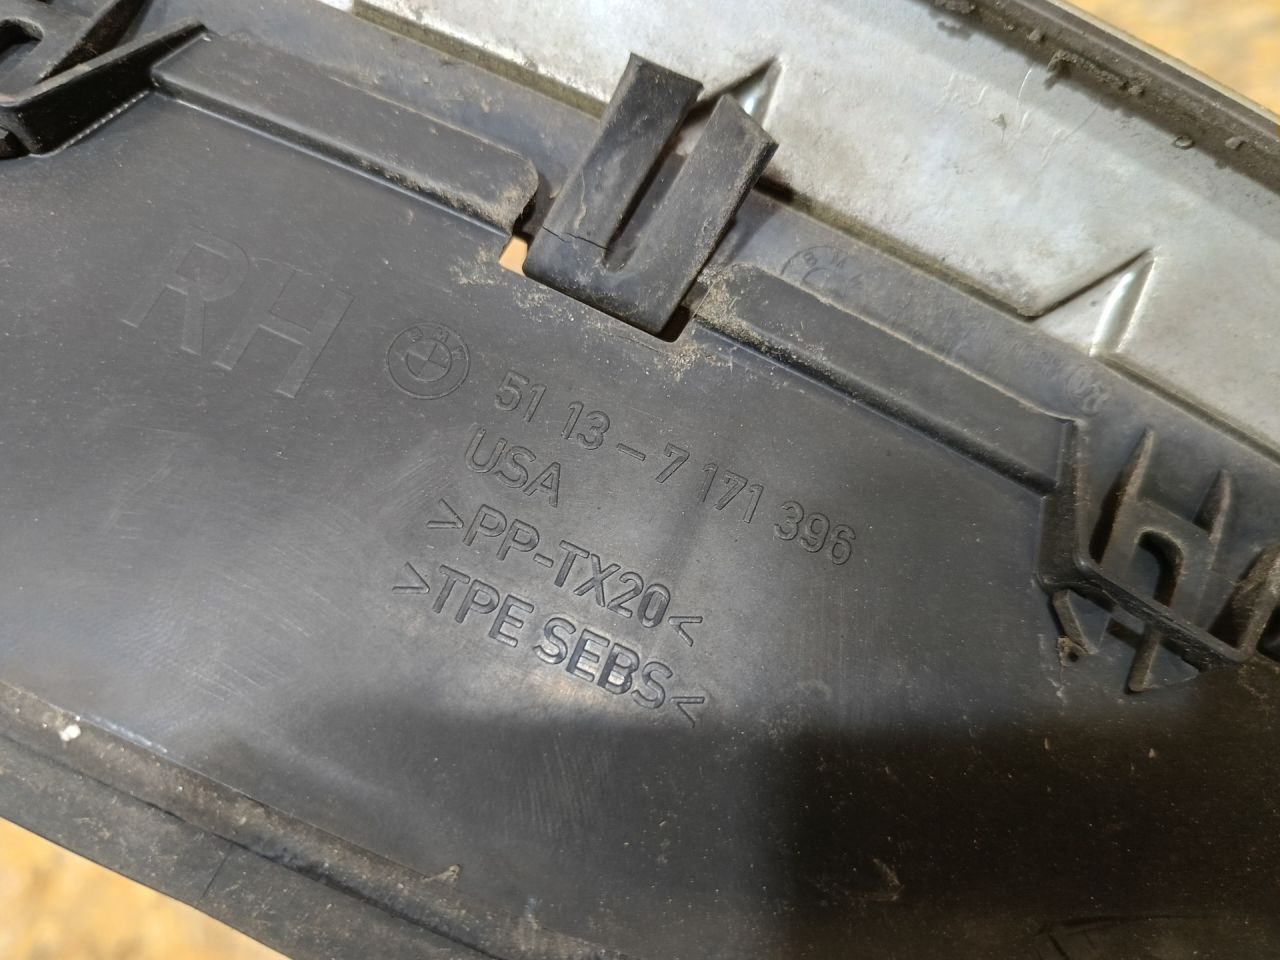 RH
51 13-7 171 396
USA
>PP-TX20<
>TPE SEBS<